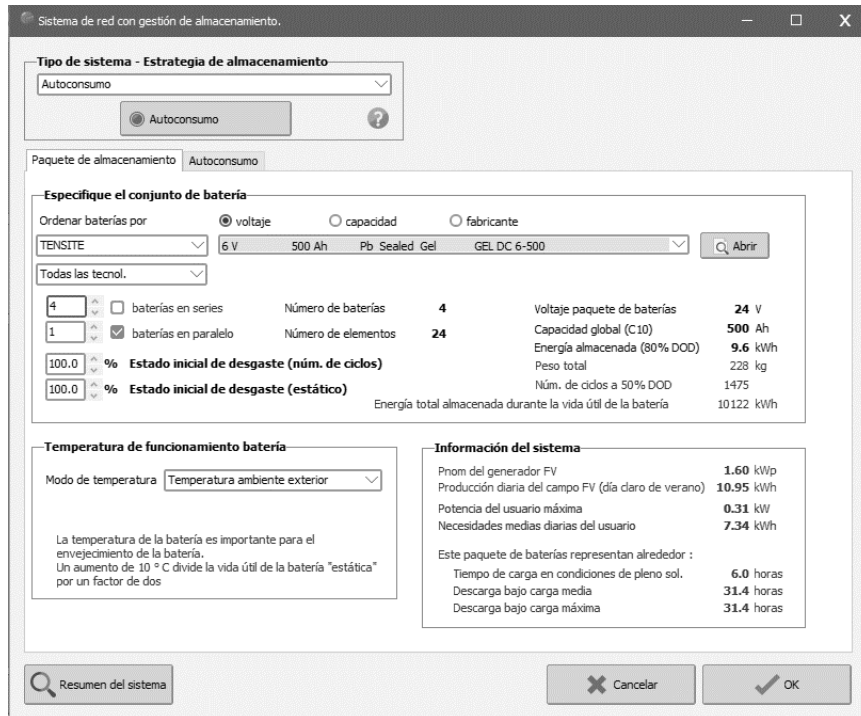 Sistema de red con gestión de almacenamiento.
Tipo de sistema - Estrategia de almacenamiento
Autoconsumo
Autoconsumo
Paquete de almacenamiento Autoconsumo
Especifique el conjunto de batería
Ordenar baterías por voltaje capacidad fabricante
TENSITE 6 V 500 Ah Pb Sealed Gel GEL DC 6-500 Abrir
Todas las tecnol.
4 baterías en series Número de baterías 4 Voltaje paquete de baterías 24 V
1 baterías en paralelo Número de elementos 24 Capacidad global (C10) 500 Ah
Energía almacenada (80% DOD) 9.6 kWh
100.0 % Estado inicial de desgaste (núm. de ciclos) Peso total 228 kg
100.0 % Estado inicial de desgaste (estático) Núm. de ciclos a 50% DOD 1475
Energía total almacenada durante la vida útil de la batería 10122 kWh
Temperatura de funcionamiento batería
Modo de temperatura Temperatura ambiente exterior
La temperatura de la batería es importante para el
envejecimiento de la batería.
Un aumento de 10 º C divide la vida útil de la batería "estática"
por un factor de dos
Información del sistema
Pnom del generador FV 1.60 kWp
Producción diaria del campo FV (día claro de verano) 10.95 kWh
Potencia del usuario máxima 0.31 kW
Necesidades medias diarias del usuario 7.34 kWh
Este paquete de baterías representan alrededor :
Tiempo de carga en condiciones de pleno sol. 6.0 horas
Descarga bajo carga media 31.4 horas
Descarga bajo carga máxima 31.4 horas
Resumen del sistema Cancelar OK